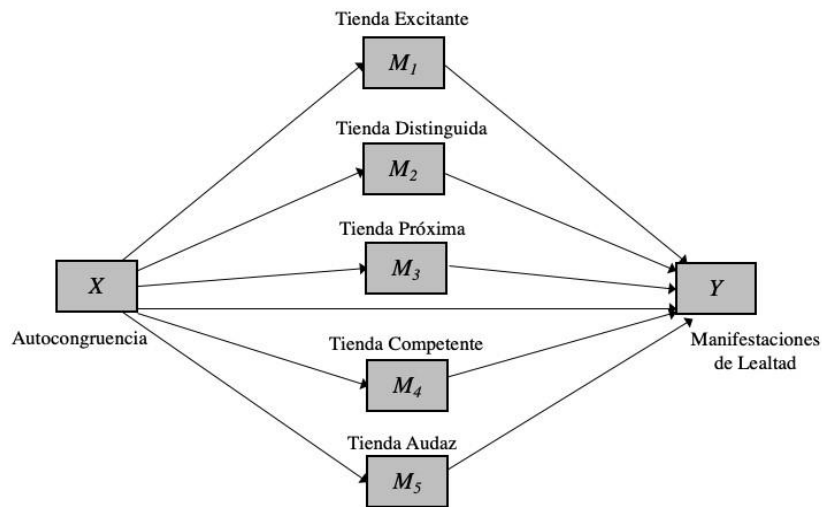 Tienda Excitante
M1
Tienda Distinguida
M2
Tienda Próxima
M3
X
Y
Autocongruencia
Manifestaciones
de Lealtad
Tienda Competente
M4
Tienda Audaz
M5